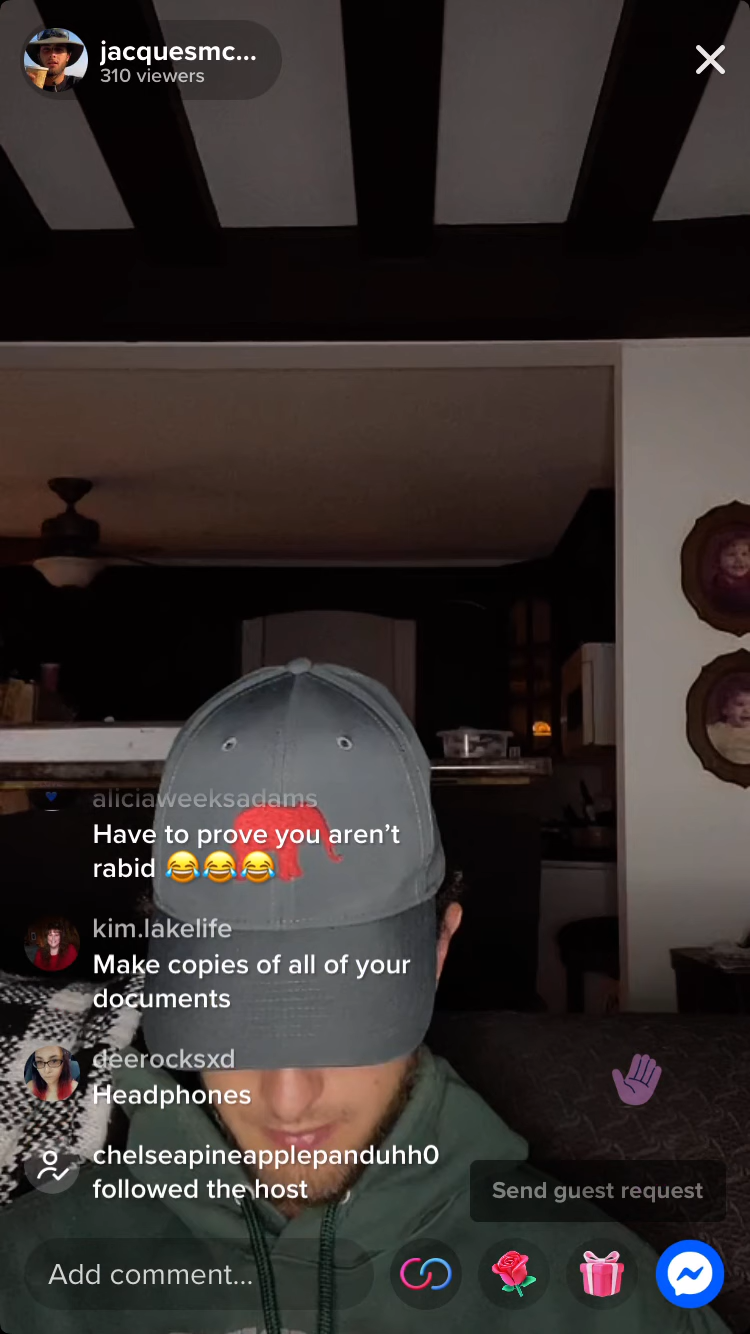 jacquesmc...
310 viewers
aliciaweeksadams
Have to prove you aren’t
rabid 😂😂😂
kim.lakelife
Make copies of all of your
documents
deerocksxd
Headphones
chelseapineapplepanduhh0
followed the host
Send guest request
Add comment...